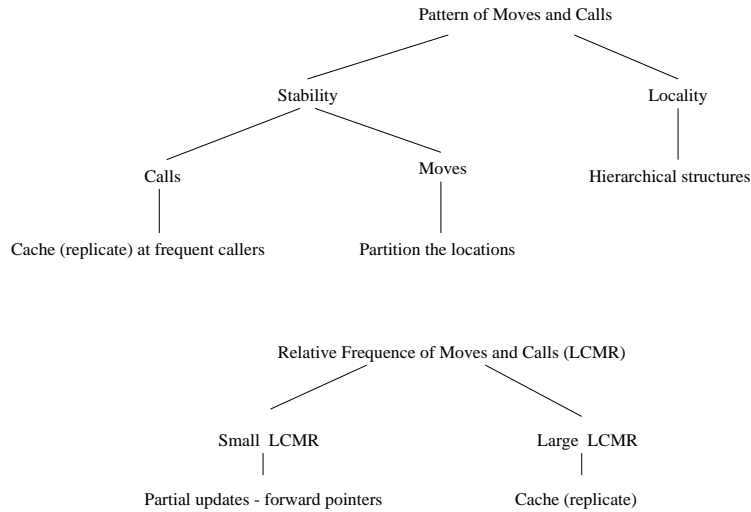 Pattern of Moves and Calls
Stability
Locality
Calls
Moves
Hierarchical structures
Cache (replicate) at frequent callers
Partition the locations
Relative Frequence of Moves and Calls (LCMR)
Small LCMR
Large LCMR
Partial updates - forward pointers
Cache (replicate)